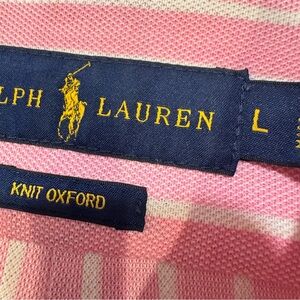 LPH LAUREN L
KNIT OXFORD